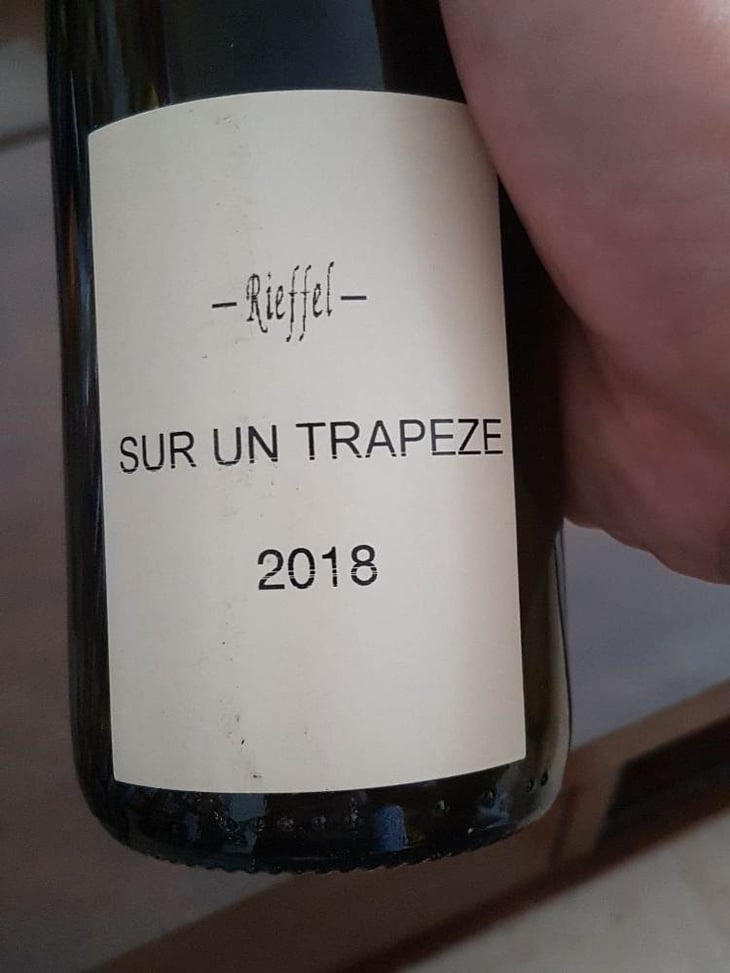 – Rieffel –
SUR UN TRAPEZE
2018